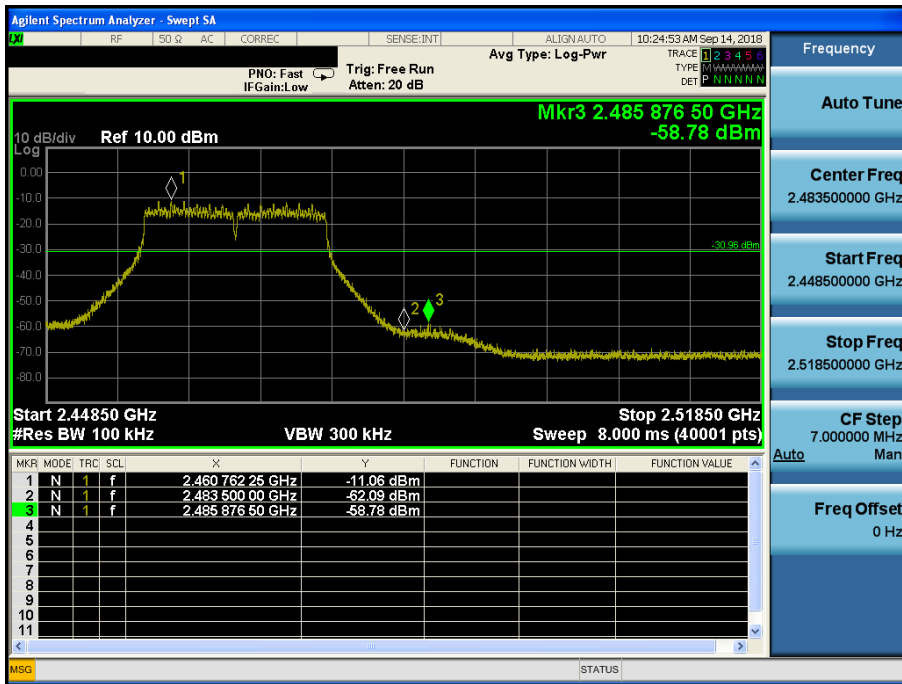 Agilent Spectrum Analyzer - Swept SA
LXI RF 50 Ω AC CORREC SENSE:INT ALIGNAUTO 10:24:53 AM Sep 14, 2018
Frequency
Avg Type: Log-Pwr
TRACE 1 2 3 4 5 6
PNO: Fast Trig: Free Run
TYPE M WWWWW
IFGain:Low Atten: 20 dB
DET P N N N N N
Auto Tune
Mkr3 2.485 876 50 GHz
10 dB/div Ref 10.00 dBm -58.78 dBm
Log
0.00
-10.0
-20.0
-30.0
-40.0
-50.0
-60.0
-70.0
-80.0
1
2
3
-30.96 dBm
Center Freq
2.483500000 GHz
Start Freq
2.448500000 GHz
Stop Freq
2.518500000 GHz
Start 2.44850 GHz Stop 2.51850 GHz
#Res BW 100 kHz VBW 300 kHz Sweep 8.000 ms (40001 pts)
CF Step
7.000000 MHz
Auto Man
MKR MODE TRC SCL X Y FUNCTION FUNCTION WIDTH FUNCTION VALUE
1 N 1 f 2.460 762 25 GHz -11.06 dBm
2 N 1 f 2.483 500 00 GHz -62.09 dBm
3 N 1 f 2.485 876 50 GHz -58.78 dBm
4
5
6
7
8
9
10
11
Freq Offset
0 Hz
MSG STATUS